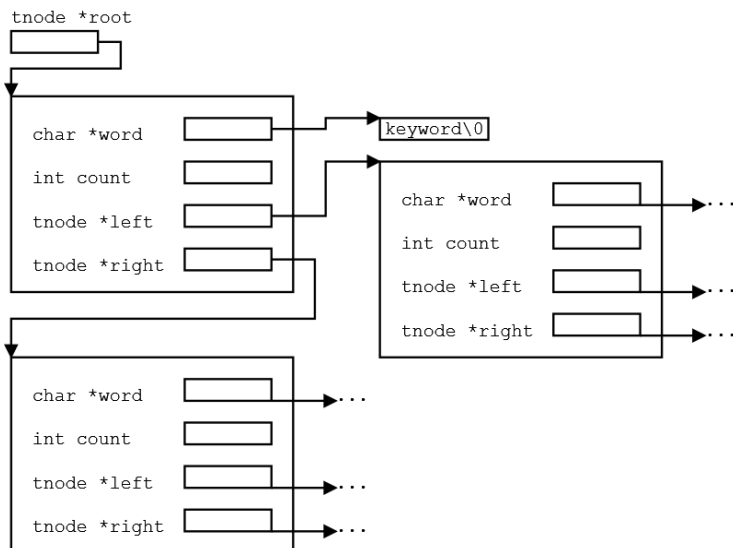 tnode *root
char *word
keyword\0
int count
tnode *left
tnode *right
char *word ...
int count
tnode *left ...
tnode *right ...
char *word ...
int count
tnode *left ...
tnode *right ...